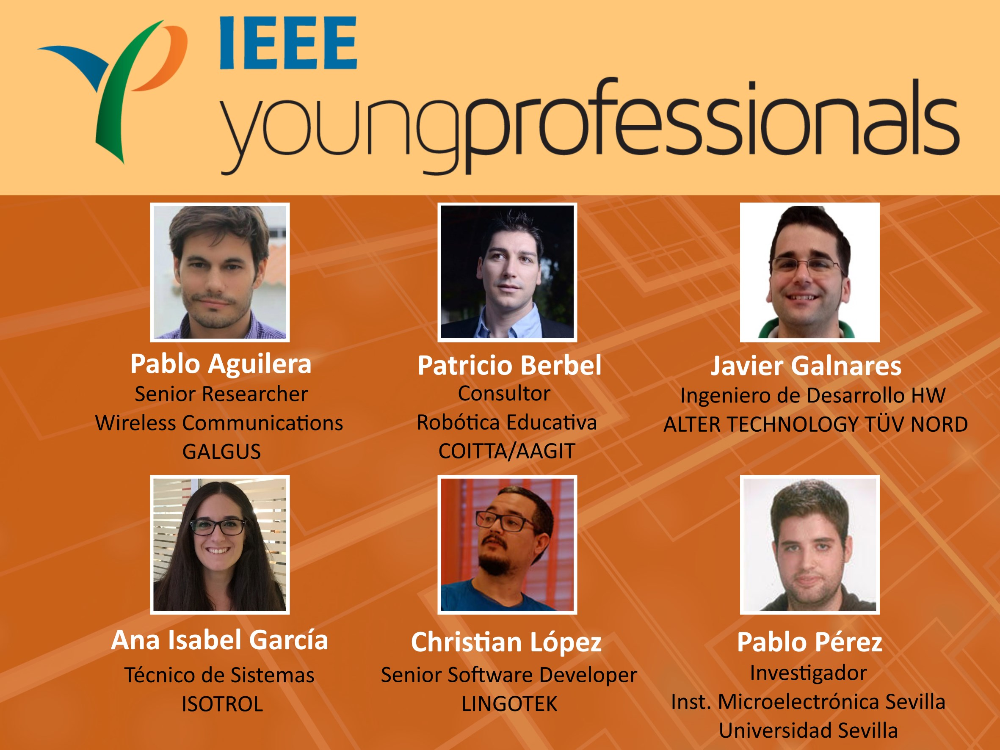 IEEE
youngprofessionals
Pablo Aguilera
Senior Researcher
Wireless Communications
GALGUS
Patricio Berbel
Consultor
Robótica Educativa
COITTA/AAGIT
Javier Galnares
Ingeniero de Desarrollo HW
ALTER TECHNOLOGY TÜV NORD
Ana Isabel García
Técnico de Sistemas
ISOTROL
Christian López
Senior Software Developer
LINGOTEK
Pablo Pérez
Investigador
Inst. Microelectrónica Sevilla
Universidad Sevilla